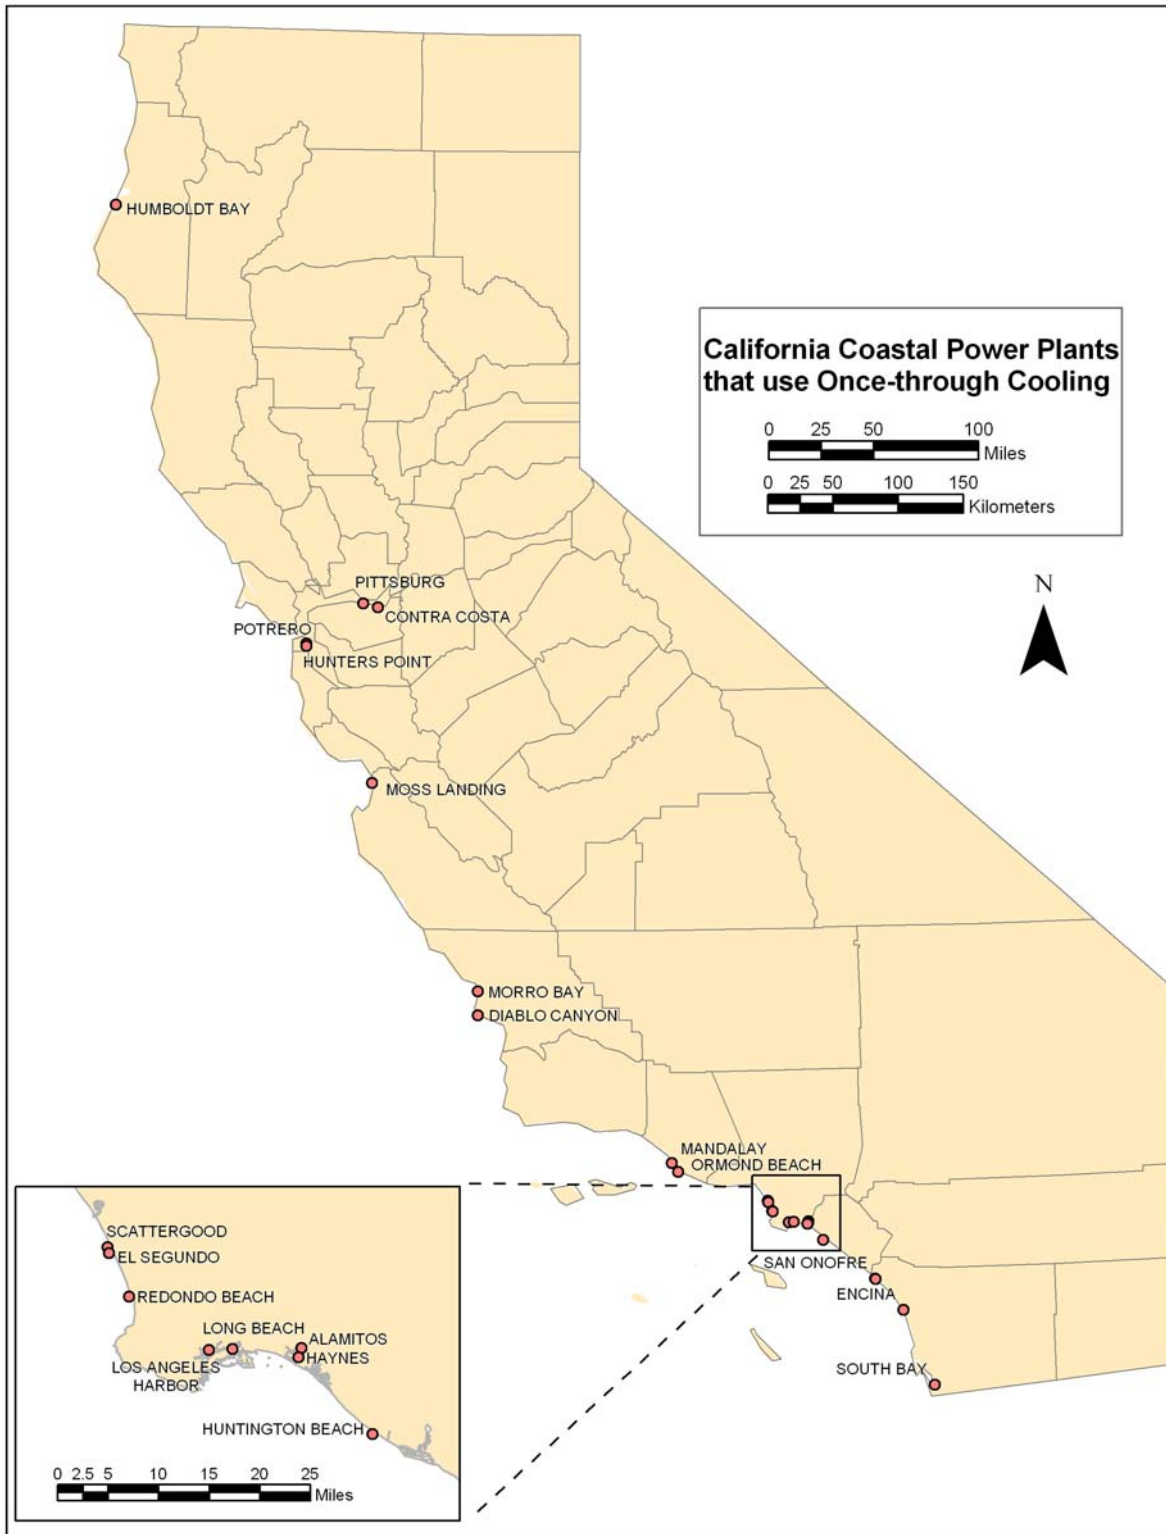 HUMBOLDT BAY
California Coastal Power Plants
that use Once-through Cooling
0 25 50 100
Miles
0 25 50 100 150
Kilometers
N
PITTSBURG
CONTRA COSTA
POTRERO
HUNTERS POINT
MOSS LANDING
MORRO BAY
DIABLO CANYON
MANDALAY
ORMOND BEACH
SAN ONOFRE
ENCINA
SOUTH BAY
SCATTERGOOD
EL SEGUNDO
REDONDO BEACH
LONG BEACH
ALAMITOS
HAYNES
LOS ANGELES
HARBOR
HUNTINGTON BEACH
0 2.5 5 10 15 20 25
Miles